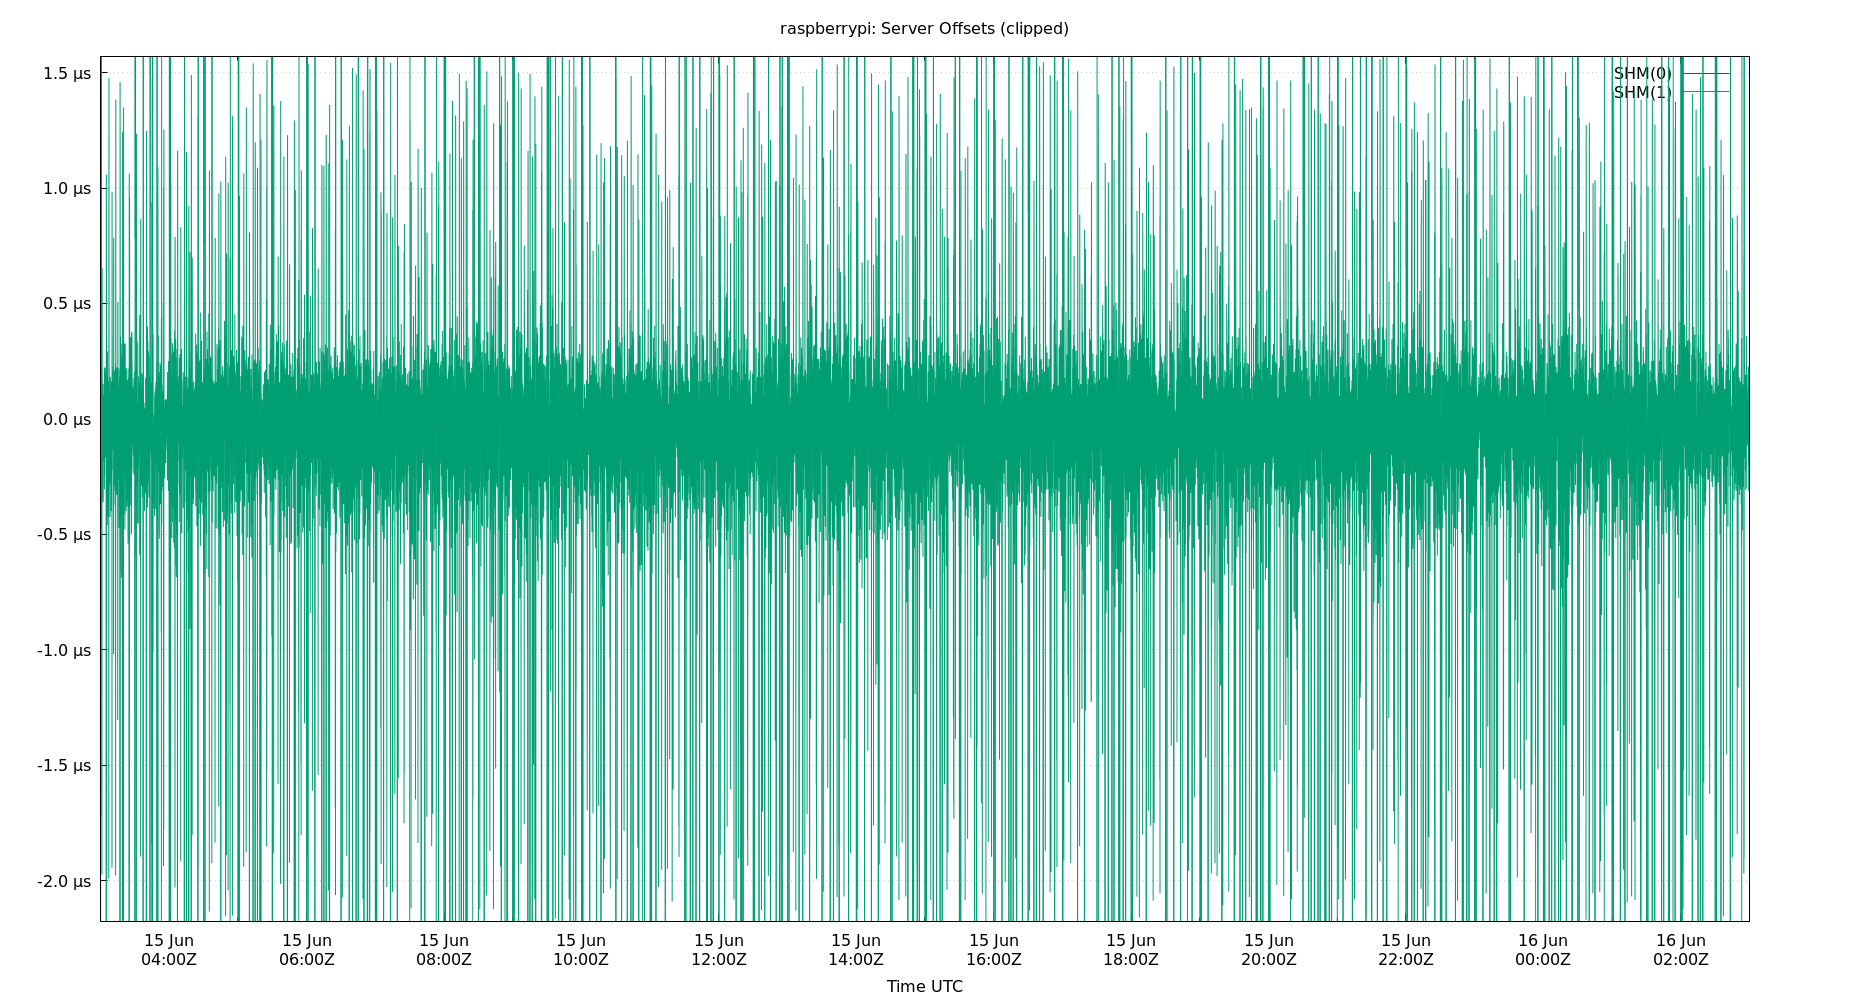 raspberrypi: Server Offsets (clipped)
1.5 µs
1.0 µs
0.5 µs
0.0 µs
-0.5 µs
-1.0 µs
-1.5 µs
-2.0 µs
SHM(0)
SHM(1)
15 Jun 15 Jun 15 Jun 15 Jun 15 Jun 15 Jun 15 Jun 15 Jun 15 Jun 15 Jun 16 Jun 16 Jun
04:00Z 06:00Z 08:00Z 10:00Z 12:00Z 14:00Z 16:00Z 18:00Z 20:00Z 22:00Z 00:00Z 02:00Z
Time UTC